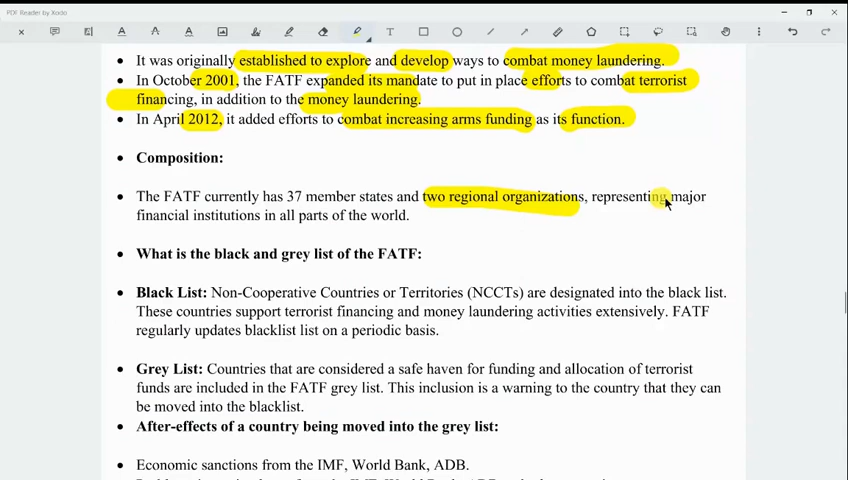 PDF Reader by Xodo
• It was originally established to explore and develop ways to combat money laundering.
• In October 2001, the FATF expanded its mandate to put in place efforts to combat terrorist
financing, in addition to the money laundering.
• In April 2012, it added efforts to combat increasing arms funding as its function.
• Composition:
• The FATF currently has 37 member states and two regional organizations, representing major
financial institutions in all parts of the world.
• What is the black and grey list of the FATF:
• Black List: Non-Cooperative Countries or Territories (NCCTs) are designated into the black list.
These countries support terrorist financing and money laundering activities extensively. FATF
regularly updates blacklist list on a periodic basis.
• Grey List: Countries that are considered a safe haven for funding and allocation of terrorist
funds are included in the FATF grey list. This inclusion is a warning to the country that they can
be moved into the blacklist.
• After-effects of a country being moved into the grey list:
• Economic sanctions from the IMF, World Bank, ADB.